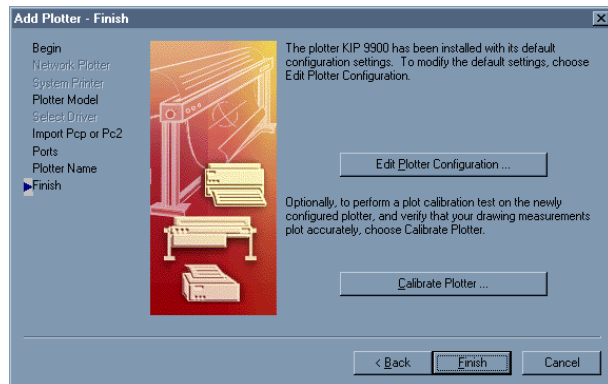 Add Plotter - Finish
Begin
Network Plotter
System Printer
Plotter Model
Select Driver
Import Pcp or Pc2
Ports
Plotter Name
Finish
The plotter KIP 9900 has been installed with its default
configuration settings. To modify the default settings, choose
Edit Plotter Configuration.
Edit Plotter Configuration ...
Optionally, to perform a plot calibration test on the newly
configured plotter, and verify that your drawing measurements
plot accurately, choose Calibrate Plotter.
Calibrate Plotter ...
< Back
Finish
Cancel